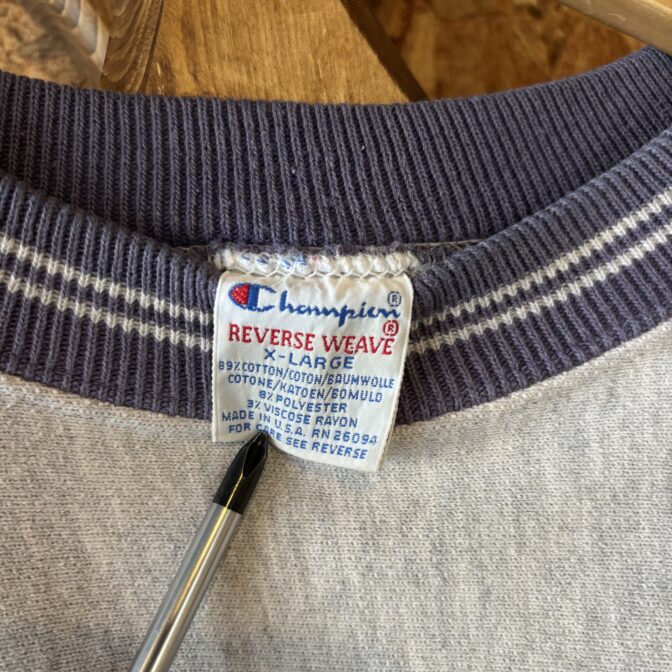 Champion®
REVERSE WEAVE®
X-LARGE
89% COTTON/COTON/BAUMWOLLE
COTONE/KATOEN/BOMULD
8% POLYESTER
3% VISCOSE RAYON
MADE IN U.S.A. RN 26094
FOR CARE SEE REVERSE